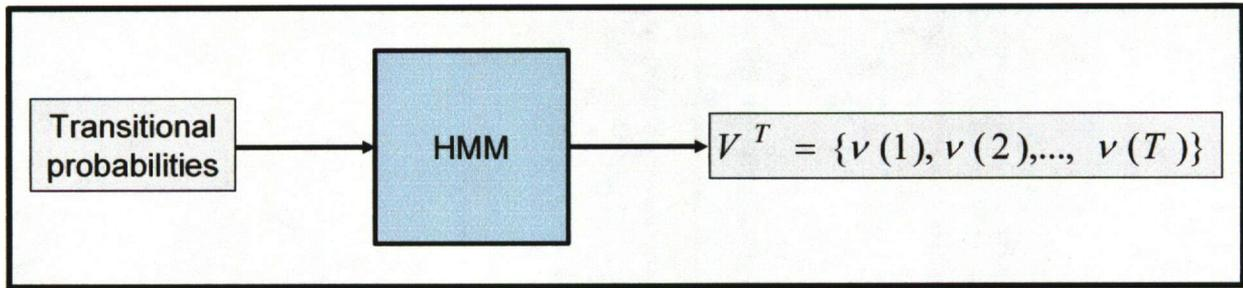 Transitional
probabilities
HMM
V^T = {ν(1), ν(2),..., ν(T)}